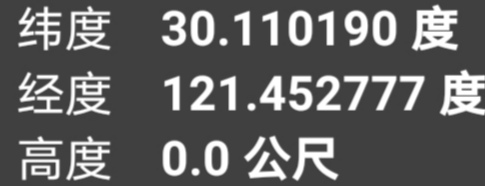 纬度 30.110190 度
经度 121.452777 度
高度 0.0 公尺